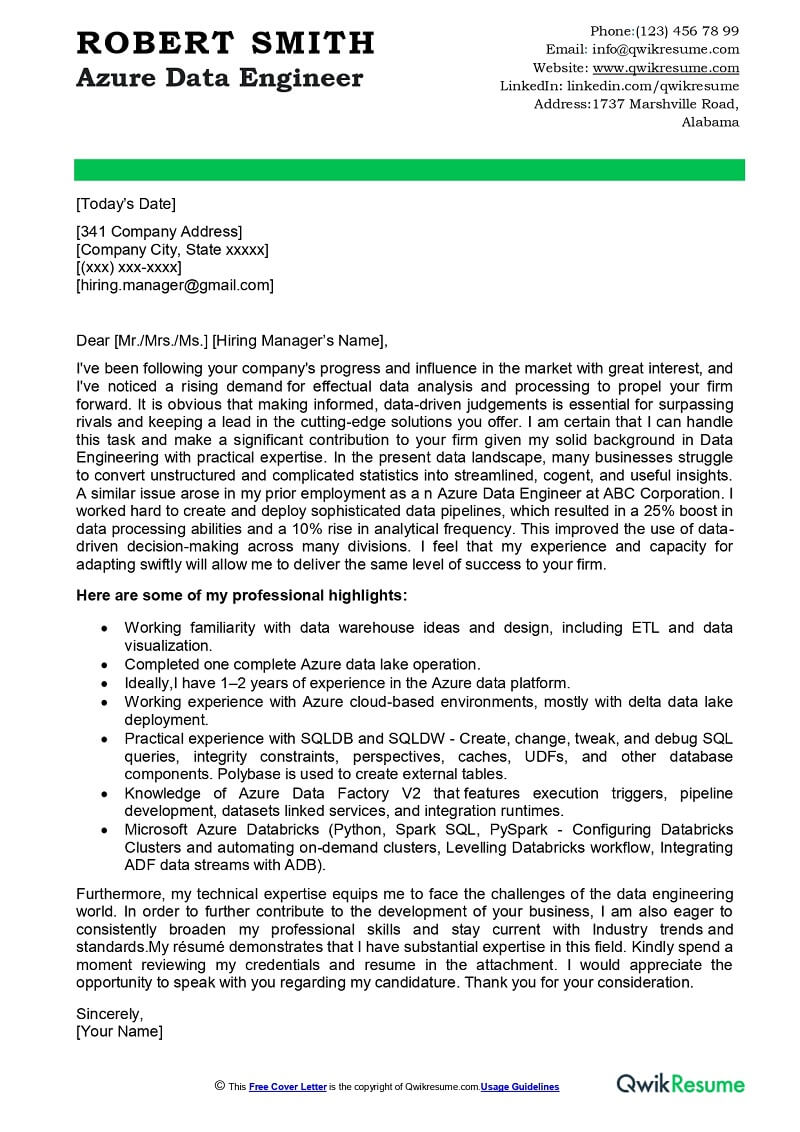 ROBERT SMITH
Azure Data Engineer
Phone:(123) 456 78 99
Email: info@qwikresume.com
Website: www.qwikresume.com
LinkedIn: linkedin.com/qwikresume
Address:1737 Marshville Road,
Alabama
[Today's Date]
[341 Company Address]
[Company City, State xxxxx]
[(xxx) xxx-xxxx]
[hiring.manager@gmail.com]
Dear [Mr./Mrs./Ms.] [Hiring Manager’s Name],
I've been following your company's progress and influence in the market with great interest, and
I've noticed a rising demand for effectual data analysis and processing to propel your firm
forward. It is obvious that making informed, data-driven judgements is essential for surpassing
rivals and keeping a lead in the cutting-edge solutions you offer. I am certain that I can handle
this task and make a significant contribution to your firm given my solid background in Data
Engineering with practical expertise. In the present data landscape, many businesses struggle
to convert unstructured and complicated statistics into streamlined, cogent, and useful insights.
A similar issue arose in my prior employment as a n Azure Data Engineer at ABC Corporation. I
worked hard to create and deploy sophisticated data pipelines, which resulted in a 25% boost in
data processing abilities and a 10% rise in analytical frequency. This improved the use of data-
driven decision-making across many divisions. I feel that my experience and capacity for
adapting swiftly will allow me to deliver the same level of success to your firm.
Here are some of my professional highlights:
• Working familiarity with data warehouse ideas and design, including ETL and data
visualization.
• Completed one complete Azure data lake operation.
• Ideally,I have 1–2 years of experience in the Azure data platform.
• Working experience with Azure cloud-based environments, mostly with delta data lake
deployment.
• Practical experience with SQLDB and SQLDW - Create, change, tweak, and debug SQL
queries, integrity constraints, perspectives, caches, UDFs, and other database
components. Polybase is used to create external tables.
• Knowledge of Azure Data Factory V2 that features execution triggers, pipeline
development, datasets linked services, and integration runtimes.
• Microsoft Azure Databricks (Python, Spark SQL, PySpark - Configuring Databricks
Clusters and automating on-demand clusters, Levelling Databricks workflow, Integrating
ADF data streams with ADB).
Furthermore, my technical expertise equips me to face the challenges of the data engineering
world. In order to further contribute to the development of your business, I am also eager to
consistently broaden my professional skills and stay current with Industry trends and
standards.My résumé demonstrates that I have substantial expertise in this field. Kindly spend a
moment reviewing my credentials and resume in the attachment. I would appreciate the
opportunity to speak with you regarding my candidature. Thank you for your consideration.
Sincerely,
[Your Name]
© This Free Cover Letter is the copyright of Qwikresume.com.Usage Guidelines
QwikResume